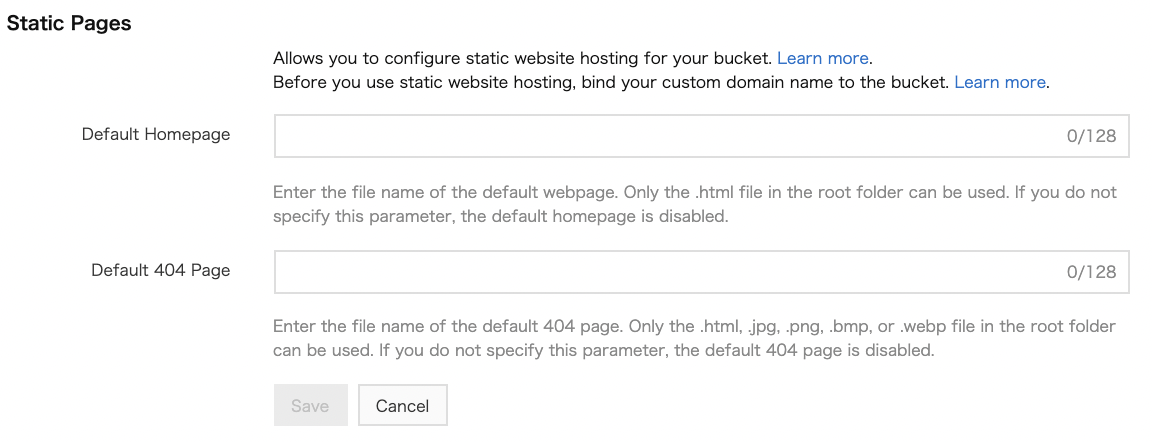 Static Pages
Allows you to configure static website hosting for your bucket. Learn more.
Before you use static website hosting, bind your custom domain name to the bucket. Learn more.
Default Homepage
0/128
Enter the file name of the default webpage. Only the .html file in the root folder can be used. If you do not
specify this parameter, the default homepage is disabled.
Default 404 Page
0/128
Enter the file name of the default 404 page. Only the .html, .jpg, .png, .bmp, or .webp file in the root folder
can be used. If you do not specify this parameter, the default 404 page is disabled.
Save Cancel